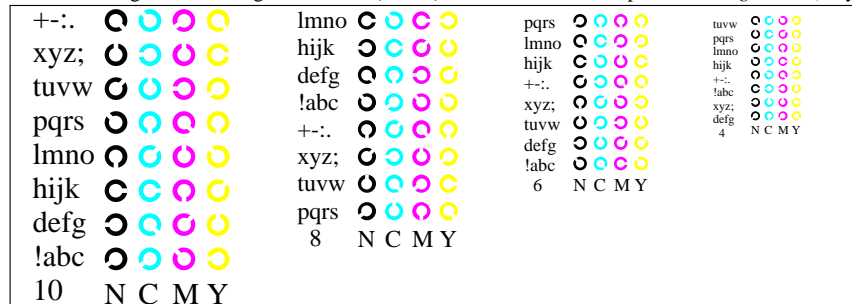 +-:.
xyz;
tuvw
pqrs
lmno
hijk
defg
!abc
10 N C M Y
lmno
hijk
defg
!abc
+-:.
xyz;
tuvw
pqrs
8 N C M Y
pqrs
lmno
hijk
+-:.
xyz;
tuvw
defg
!abc
6 N C M Y
tuvw
pqrs
lmno
hijk
+-:.
!abc
xyz;
defg
4 N C M Y